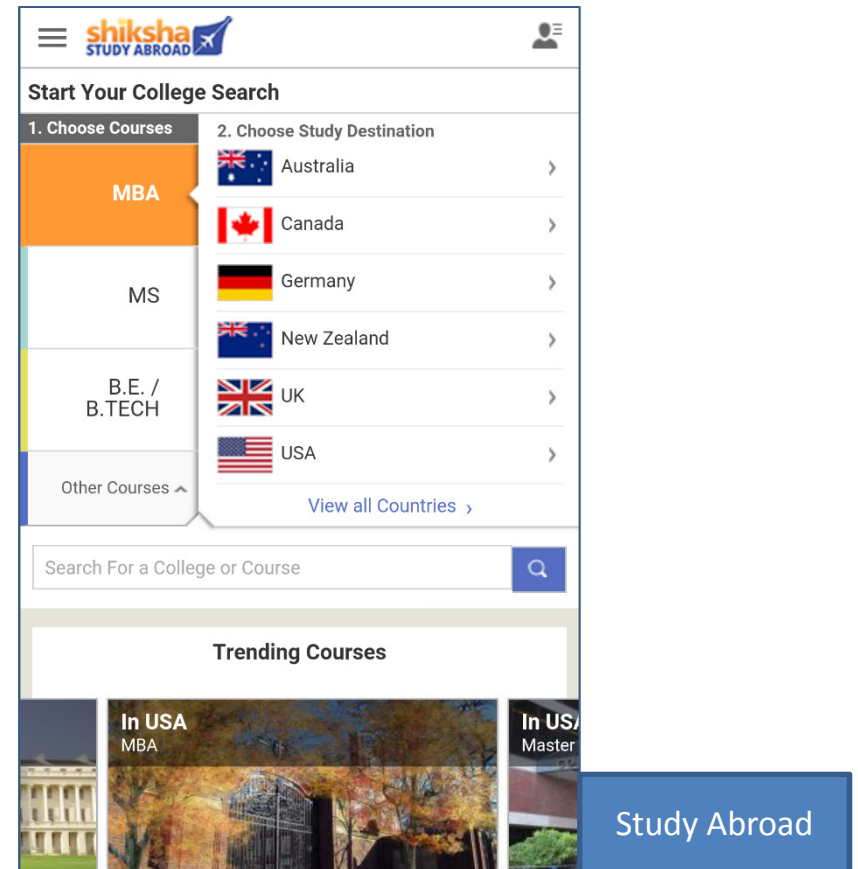 shiksha
STUDY ABROAD
Start Your College Search
1. Choose Courses
2. Choose Study Destination
MBA
MS
B.E. /
B.TECH
Other Courses
Australia
Canada
Germany
New Zealand
UK
USA
View all Countries
Search For a College or Course
Trending Courses
In USA
MBA
In USA
Master
Study Abroad